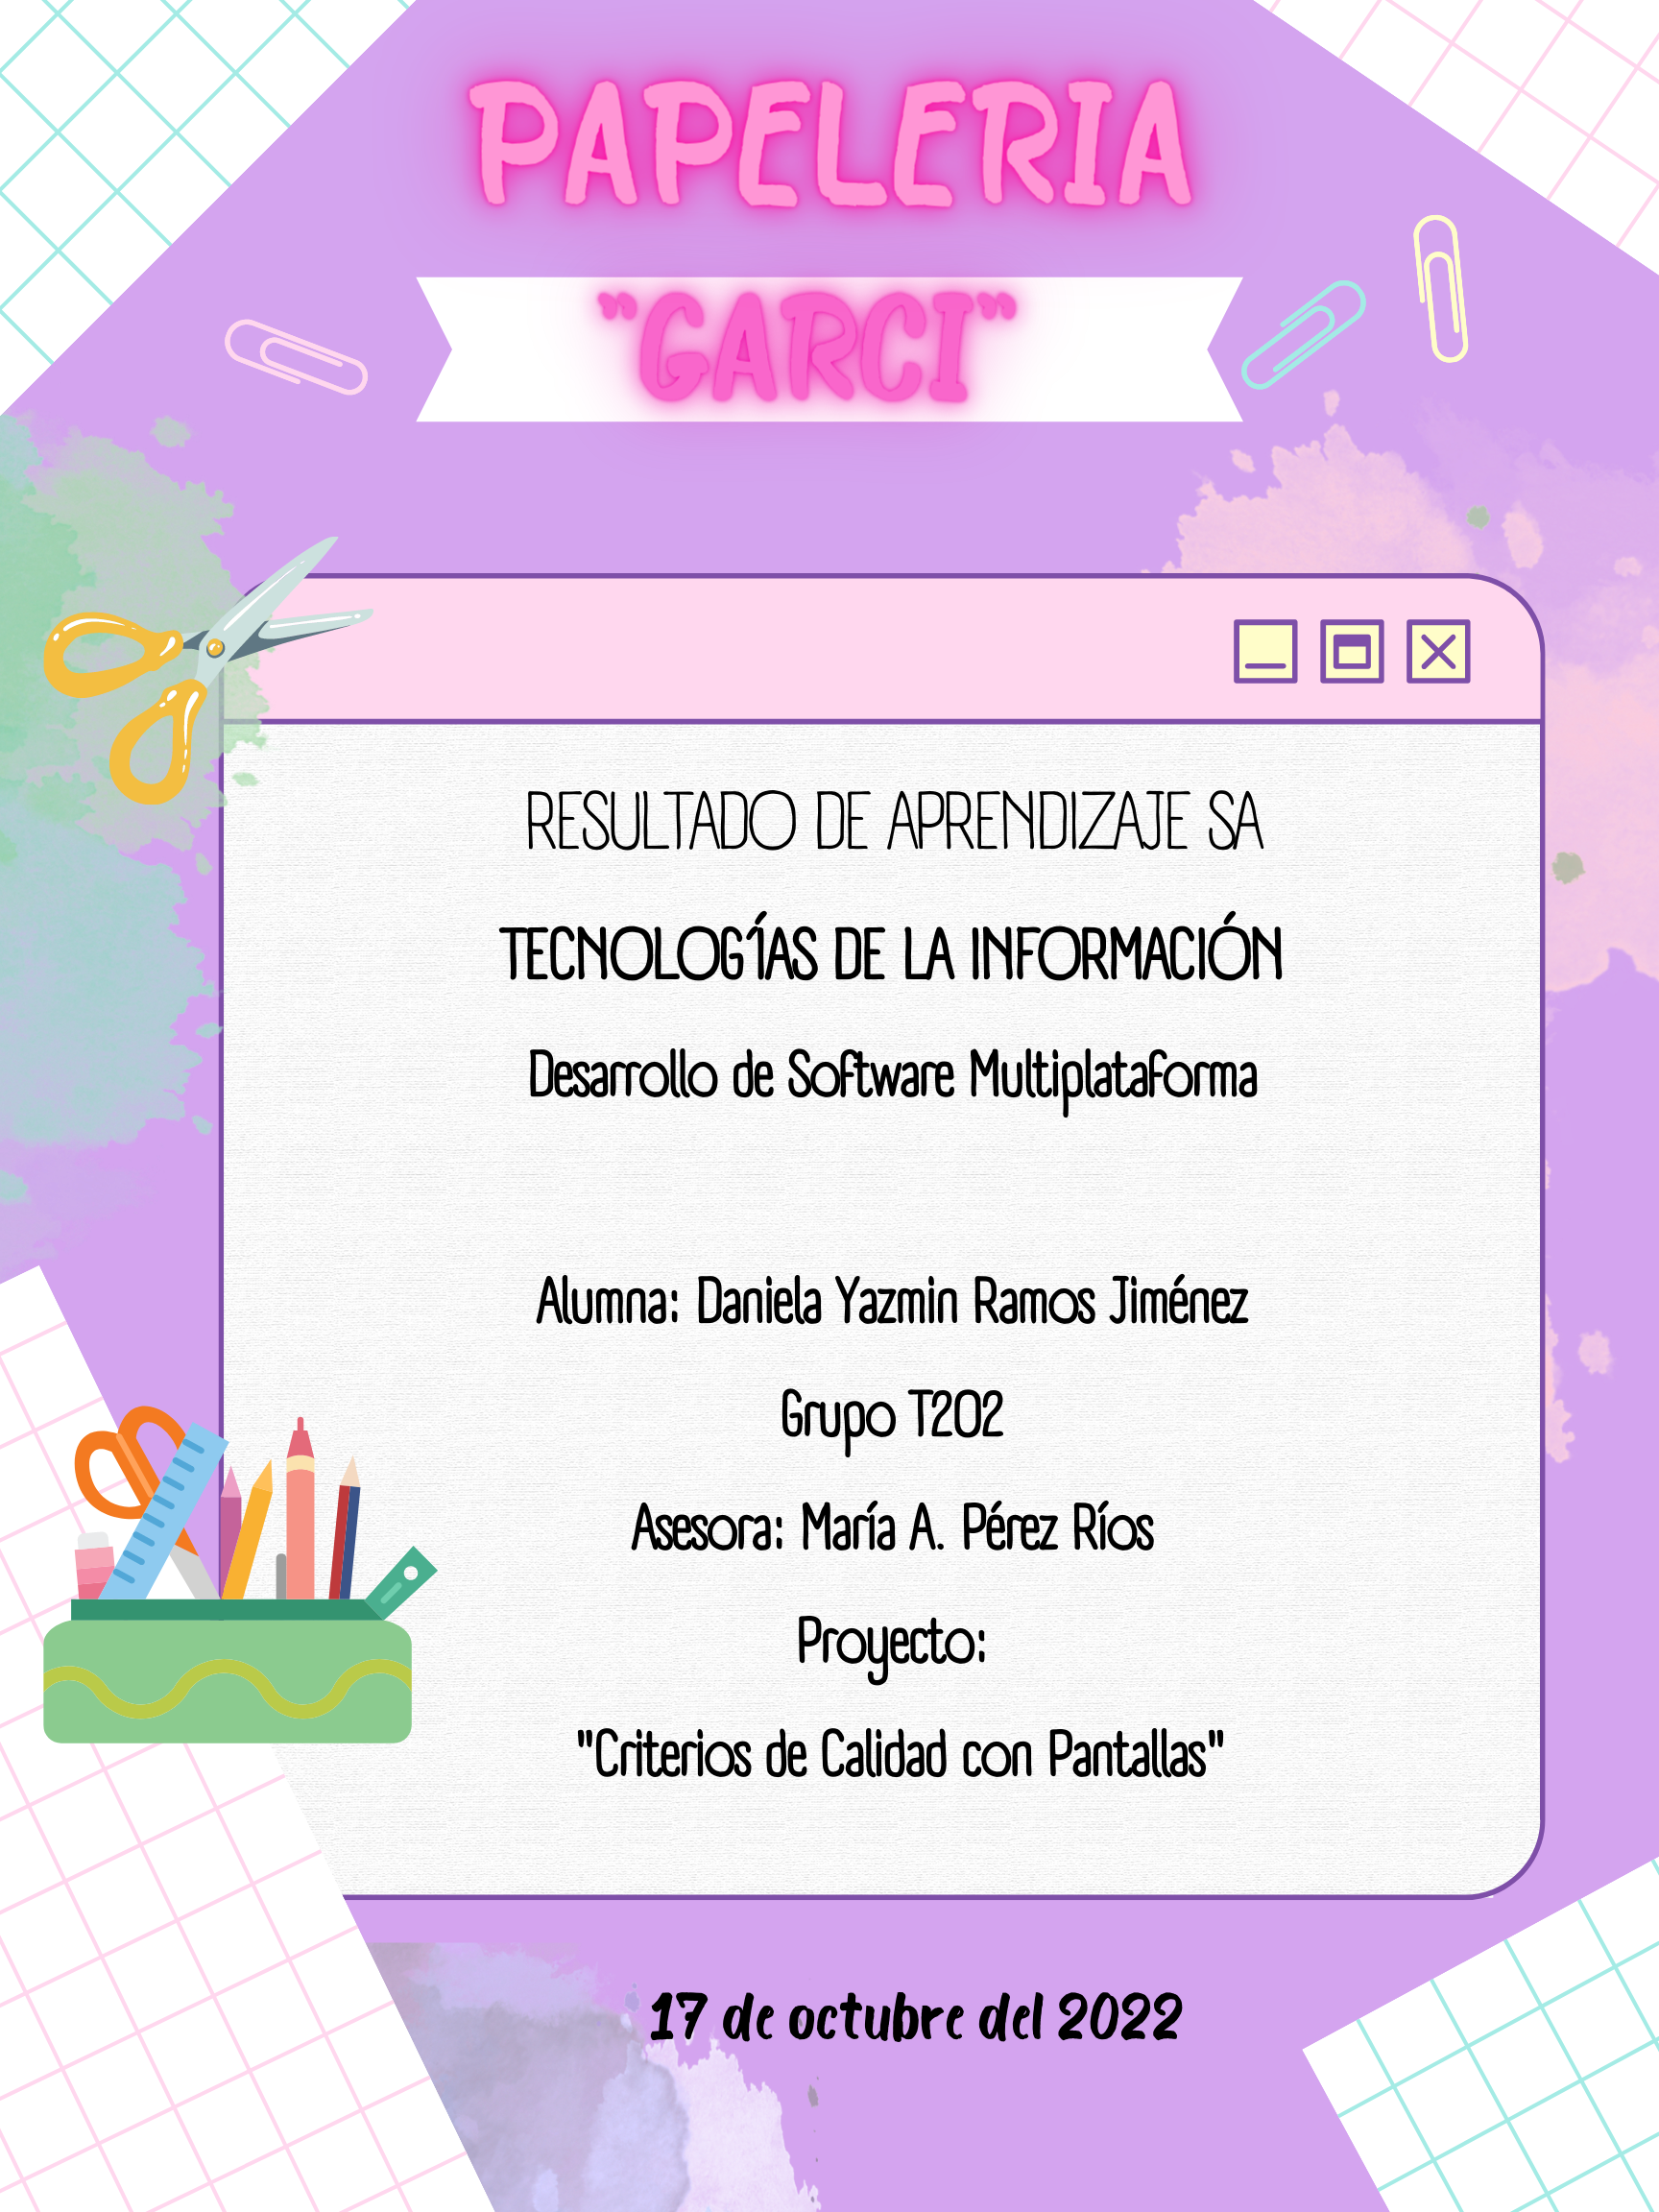 PAPELERIA
"GARCI"
RESULTADO DE APRENDIZAJE SA
TECNOLOGÍAS DE LA INFORMACIÓN
Desarrollo de Software Multiplataforma
Alumna: Daniela Yazmin Ramos Jiménez
Grupo T202
Asesora: María A. Pérez Ríos
Proyecto:
"Criterios de Calidad con Pantallas"
17 de octubre del 2022